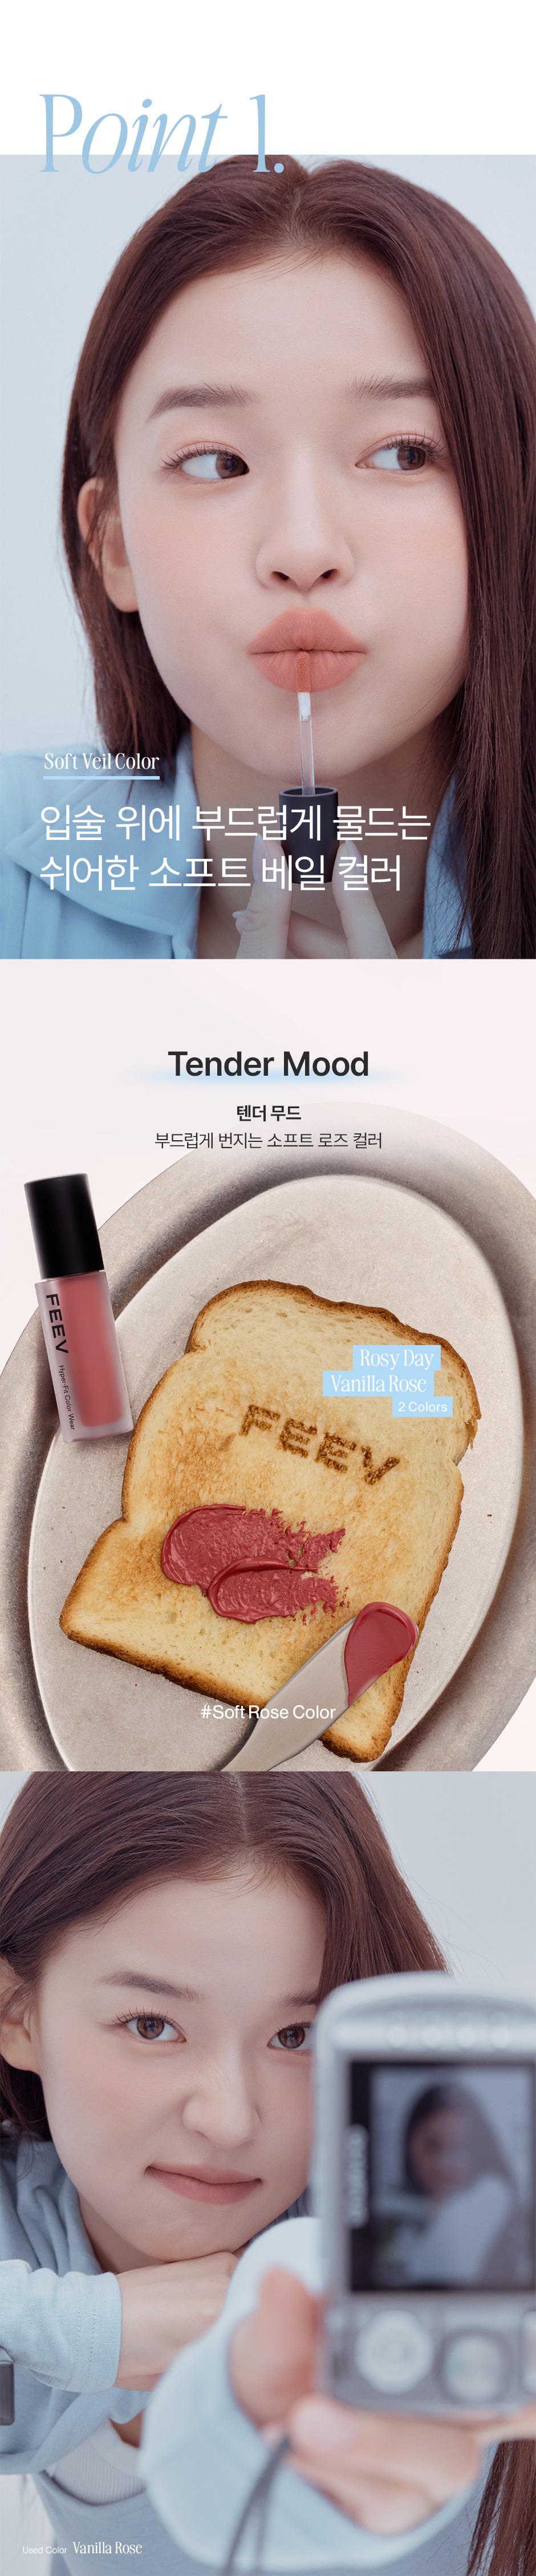 Point 1.
Soft Veil Color
입술 위에 부드럽게 물드는
쉬어한 소프트 베일 컬러
Tender Mood
텐더 무드
부드럽게 번지는 소프트 로즈 컬러
FEEV
Hyper-Fit Color Wear
Rosy Day
Vanilla Rose
2 Colors
FEEV
#Soft Rose Color
Used Color Vanilla Rose